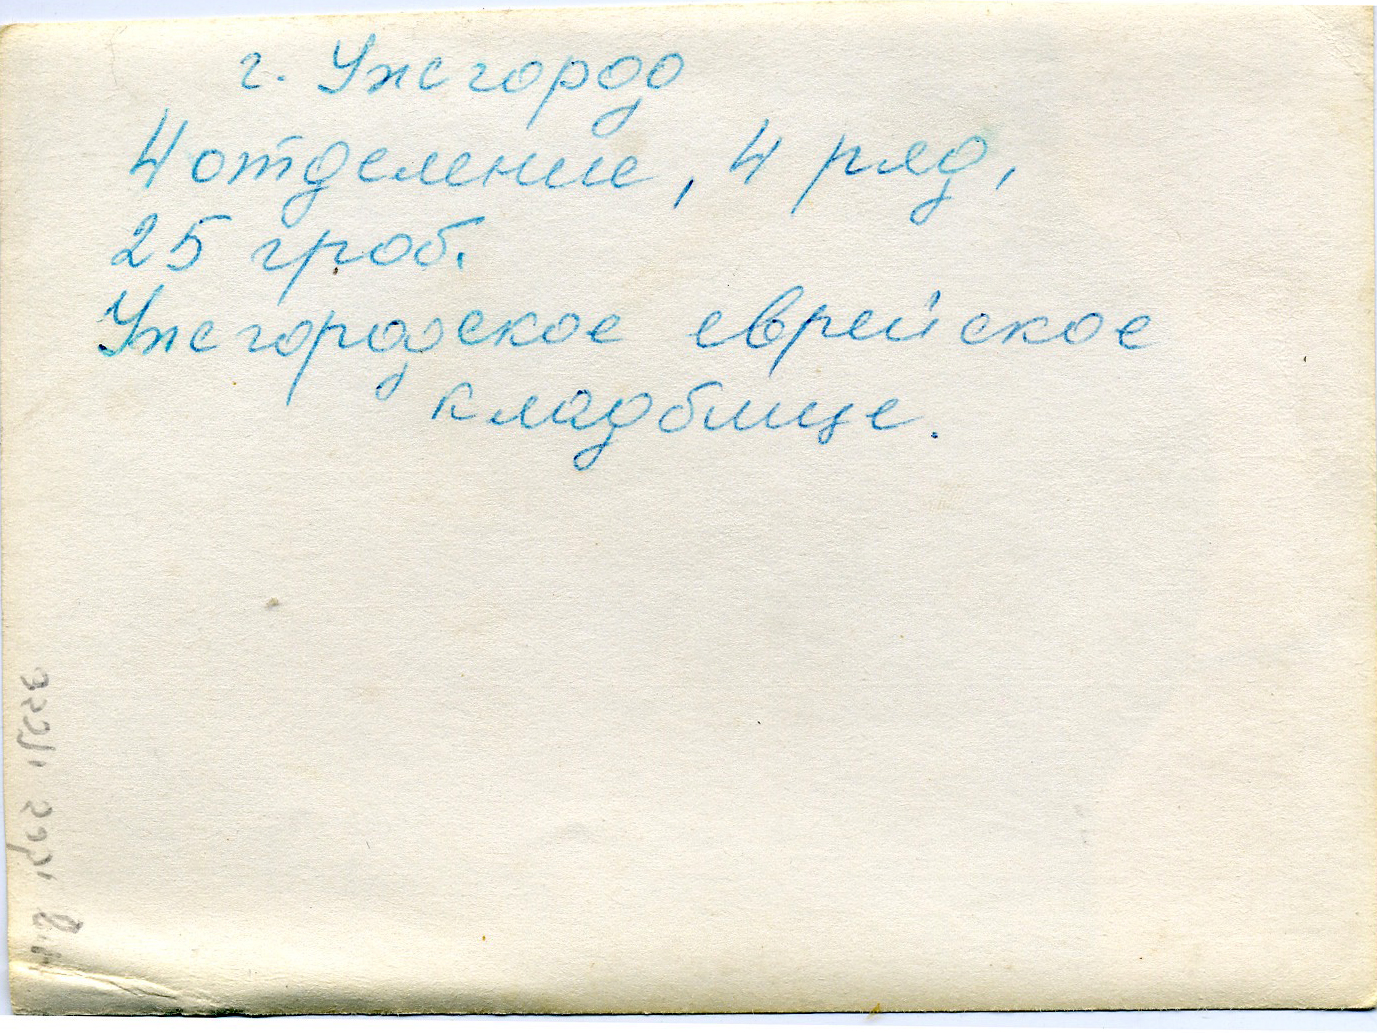 г. Ужгород
4 отделение, 4 ряд,
25 гроб.
Ужгородское еврейское
кладбище.